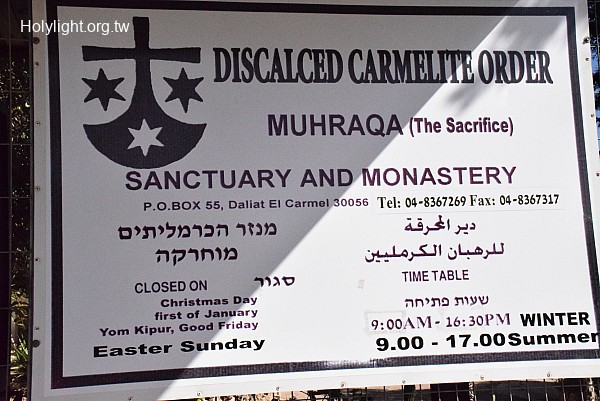 Holylight.org.tw
DISCALCED CARMELITE ORDER
MUHRAQA (The Sacrifice)
SANCTUARY AND MONASTERY
P.O.BOX 55, Daliat El Carmel 30056 Tel: 04-8367269 Fax: 04-8367317
מנזר הכרמליתים
מוחרקה
دير المحرقة
للرهبان الكرمليين
CLOSED ON סגור
Christmas Day
first of January
Yom Kipur, Good Friday
Easter Sunday
TIME TABLE
שעות פתיחה
9:00AM - 16:30PM WINTER
9.00 - 17.00 Summer